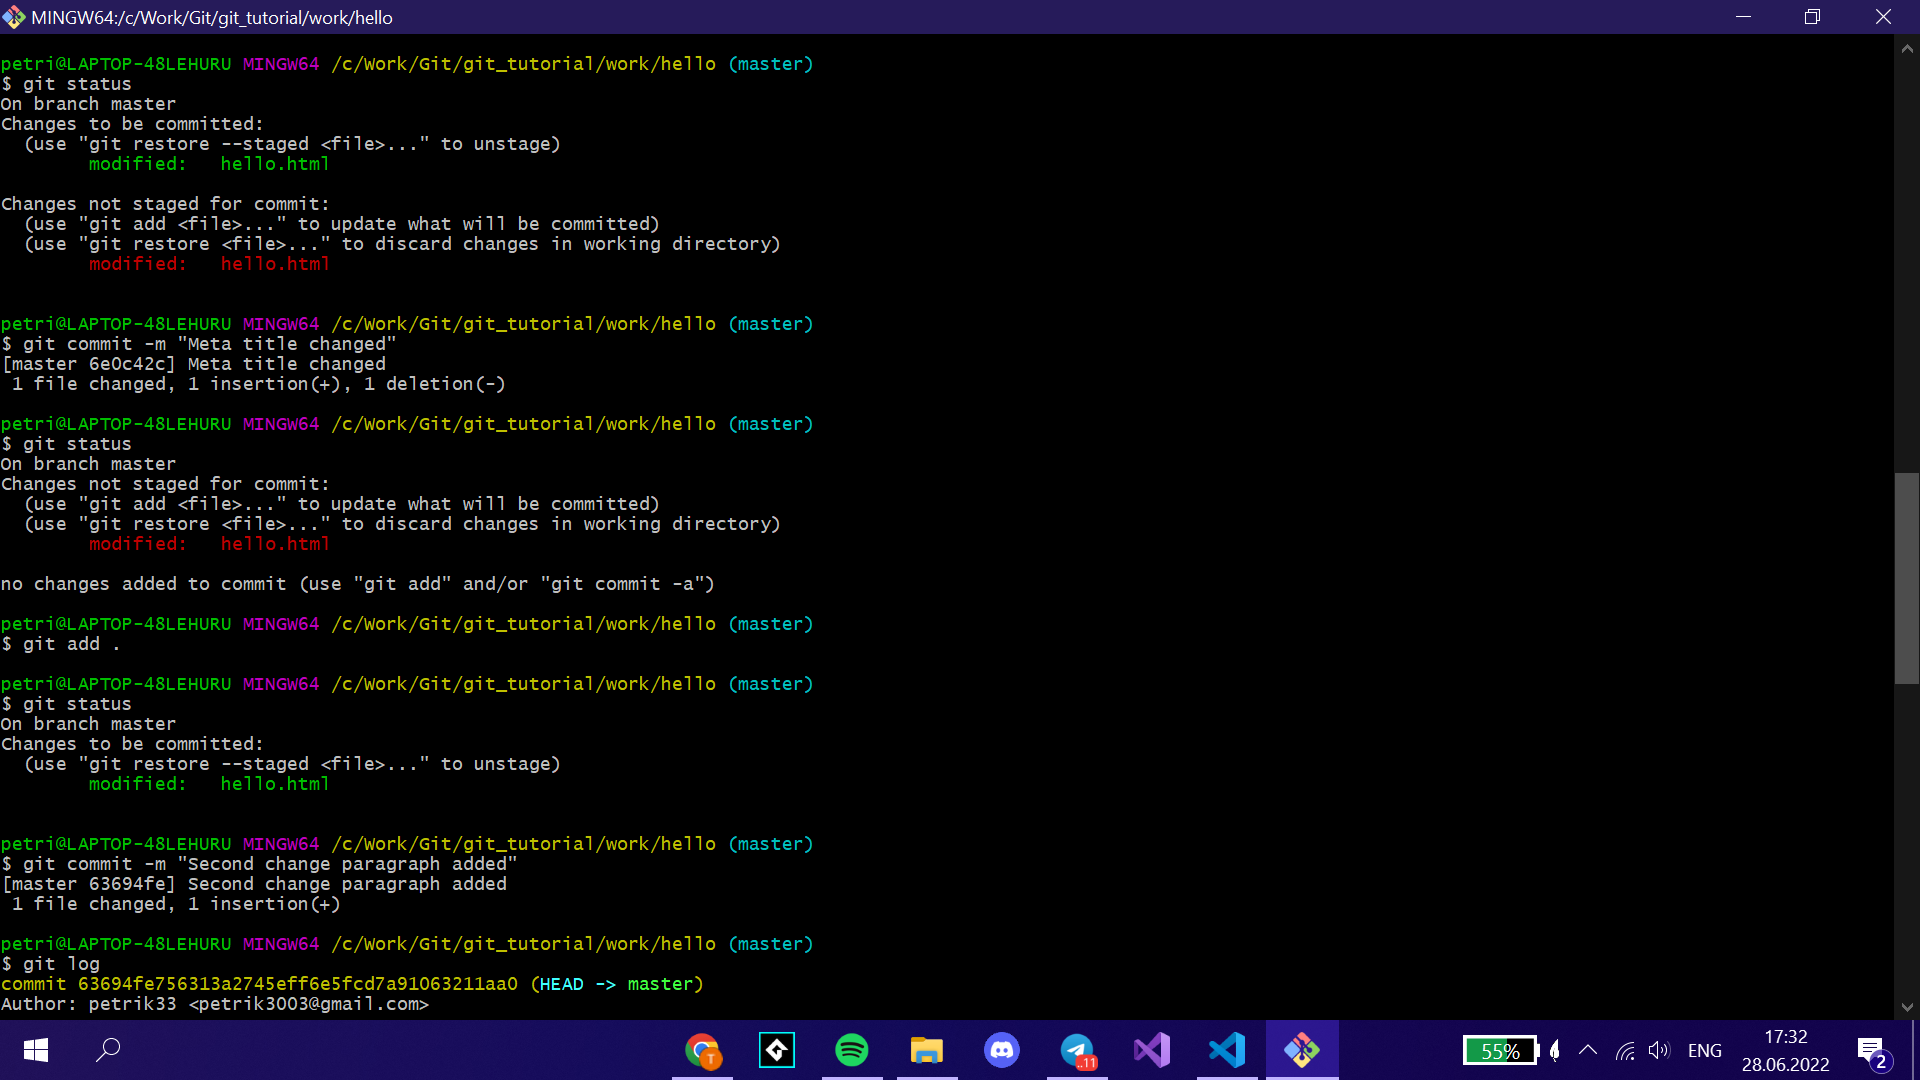 MINGW64:/c/Work/Git/git_tutorial/work/hello
petri@LAPTOP-48LEHURU MINGW64 /c/Work/Git/git_tutorial/work/hello (master)
$ git status
On branch master
Changes to be committed:
  (use "git restore --staged <file>..." to unstage)
        modified:   hello.html

Changes not staged for commit:
  (use "git add <file>..." to update what will be committed)
  (use "git restore <file>..." to discard changes in working directory)
        modified:   hello.html

petri@LAPTOP-48LEHURU MINGW64 /c/Work/Git/git_tutorial/work/hello (master)
$ git commit -m "Meta title changed"
[master 6e0c42c] Meta title changed
 1 file changed, 1 insertion(+), 1 deletion(-)

petri@LAPTOP-48LEHURU MINGW64 /c/Work/Git/git_tutorial/work/hello (master)
$ git status
On branch master
Changes not staged for commit:
  (use "git add <file>..." to update what will be committed)
  (use "git restore <file>..." to discard changes in working directory)
        modified:   hello.html

no changes added to commit (use "git add" and/or "git commit -a")

petri@LAPTOP-48LEHURU MINGW64 /c/Work/Git/git_tutorial/work/hello (master)
$ git add .

petri@LAPTOP-48LEHURU MINGW64 /c/Work/Git/git_tutorial/work/hello (master)
$ git status
On branch master
Changes to be committed:
  (use "git restore --staged <file>..." to unstage)
        modified:   hello.html

petri@LAPTOP-48LEHURU MINGW64 /c/Work/Git/git_tutorial/work/hello (master)
$ git commit -m "Second change paragraph added"
[master 63694fe] Second change paragraph added
 1 file changed, 1 insertion(+)

petri@LAPTOP-48LEHURU MINGW64 /c/Work/Git/git_tutorial/work/hello (master)
$ git log
commit 63694fe756313a2745eff6e5fcd7a91063211aa0 (HEAD -> master)
Author: petrik33 <petrik3003@gmail.com>
T
..11
55%
ENG
17:32
28.06.2022
2